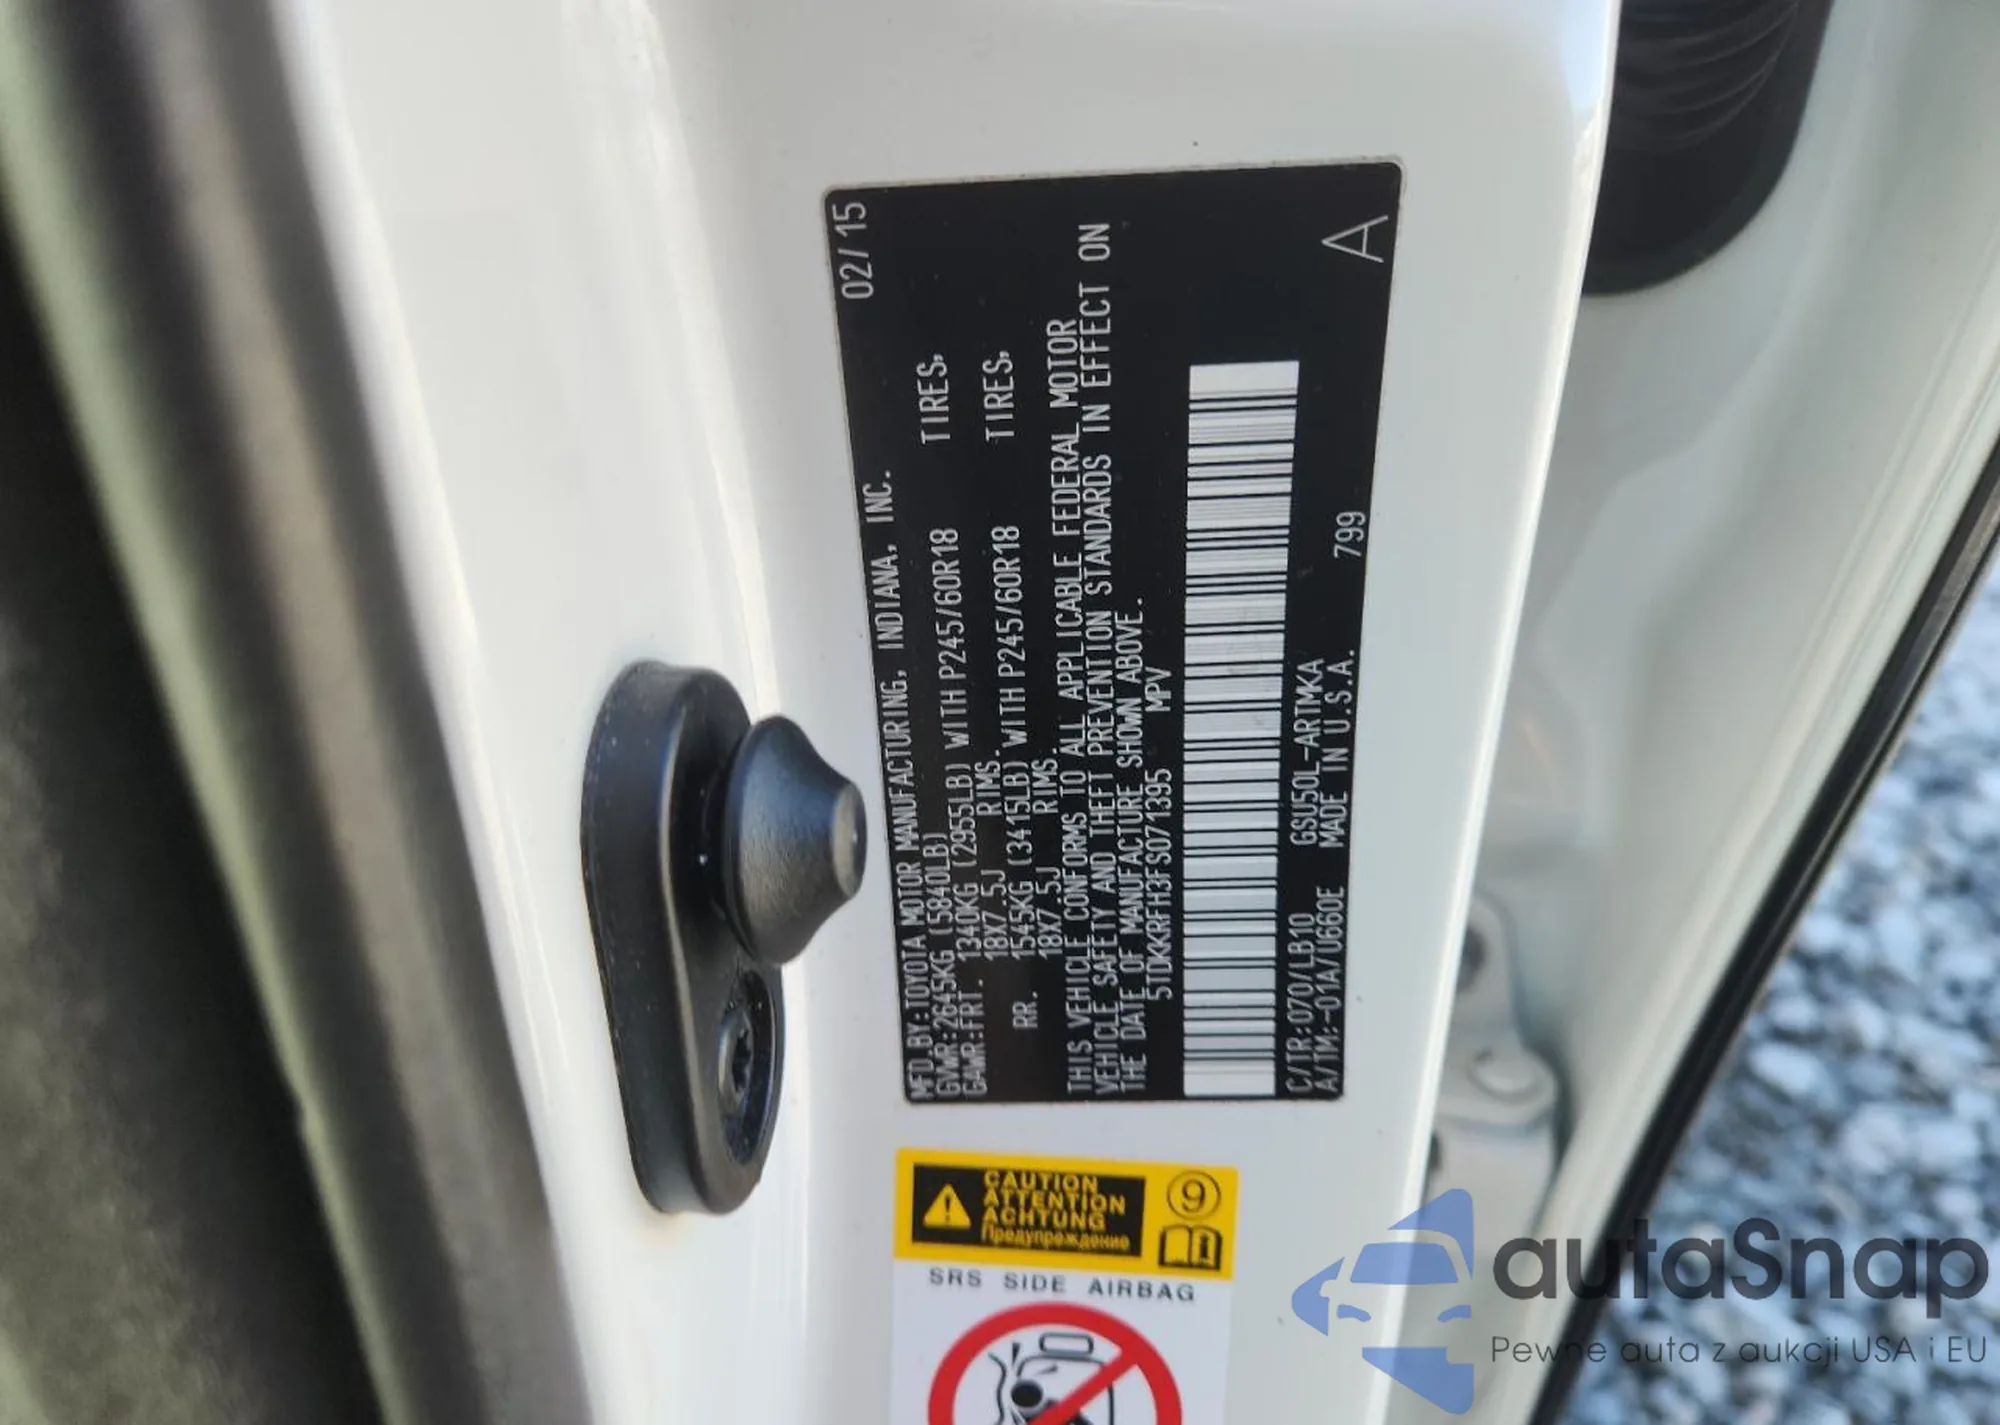 MFD.BY:TOYOTA MOTOR MANUFACTURING, INDIANA, INC. 02/15
GVWR:2645KG (5840LB)
GAWR:FRT. 1340KG (2955LB) WITH P245/60R18 TIRES,
18X7.5J RIMS.
RR. 1545KG (3415LB) WITH P245/60R18 TIRES,
18X7.5J RIMS.
THIS VEHICLE CONFORMS TO ALL APPLICABLE FEDERAL MOTOR
VEHICLE SAFETY AND THEFT PREVENTION STANDARDS IN EFFECT ON
THE DATE OF MANUFACTURE SHOWN ABOVE.
5TDKKRFH3FS071395 MPV
C/TR:070/LB10 GSU50L-ARTMKA
A/TM:-01A/U660E MADE IN U.S.A. 799 A
CAUTION
ATTENTION
ACHTUNG
Предупреждение
9
i
SRS SIDE AIRBAG
autaSnap
Pewne auta z aukcji USA i EU